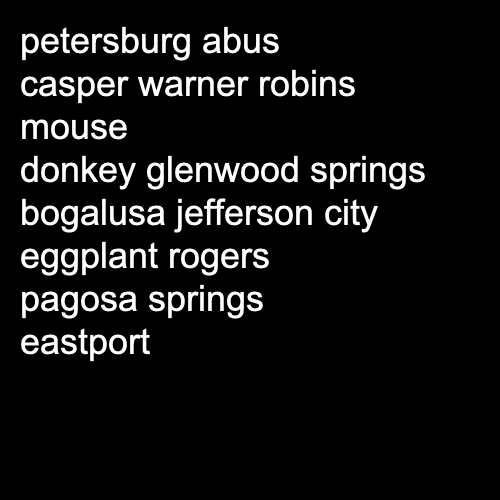 petersburg abus
casper warner robins
mouse
donkey glenwood springs
bogalusa jefferson city
eggplant rogers
pagosa springs
eastport